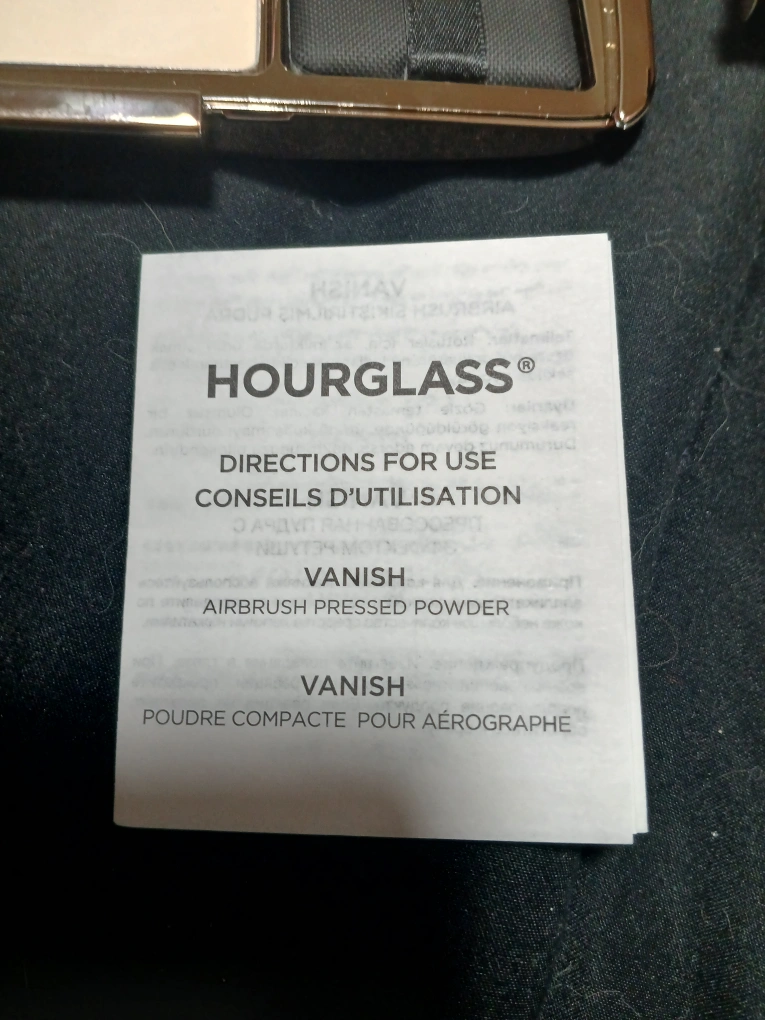 HOURGLASS®
DIRECTIONS FOR USE
CONSEILS D'UTILISATION
VANISH
AIRBRUSH PRESSED POWDER
VANISH
POUDRE COMPACTE POUR AÉROGRAPHE